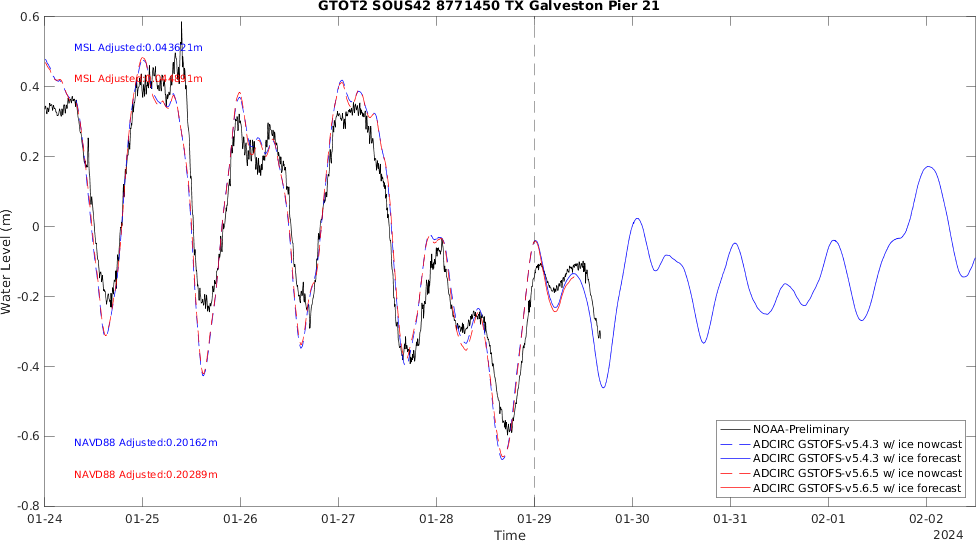 GTOT2 SOUS42 8771450 TX Galveston Pier 21
0.6
MSL Adjusted:0.043621m
MSL Adjusted:
0.4
0.2
0
-0.2
-0.4
-0.6
-0.8
Water Level (m)
NAVD88 Adjusted:0.20162m
NAVD88 Adjusted:0.20289m
NOAA-Preliminary
ADCIRC GSTOFS-v5.4.3 w/ ice nowcast
ADCIRC GSTOFS-v5.4.3 w/ ice forecast
ADCIRC GSTOFS-v5.6.5 w/ ice nowcast
ADCIRC GSTOFS-v5.6.5 w/ ice forecast
01-24 01-25 01-26 01-27 01-28 01-29 01-30 01-31 02-01 02-02
Time
2024